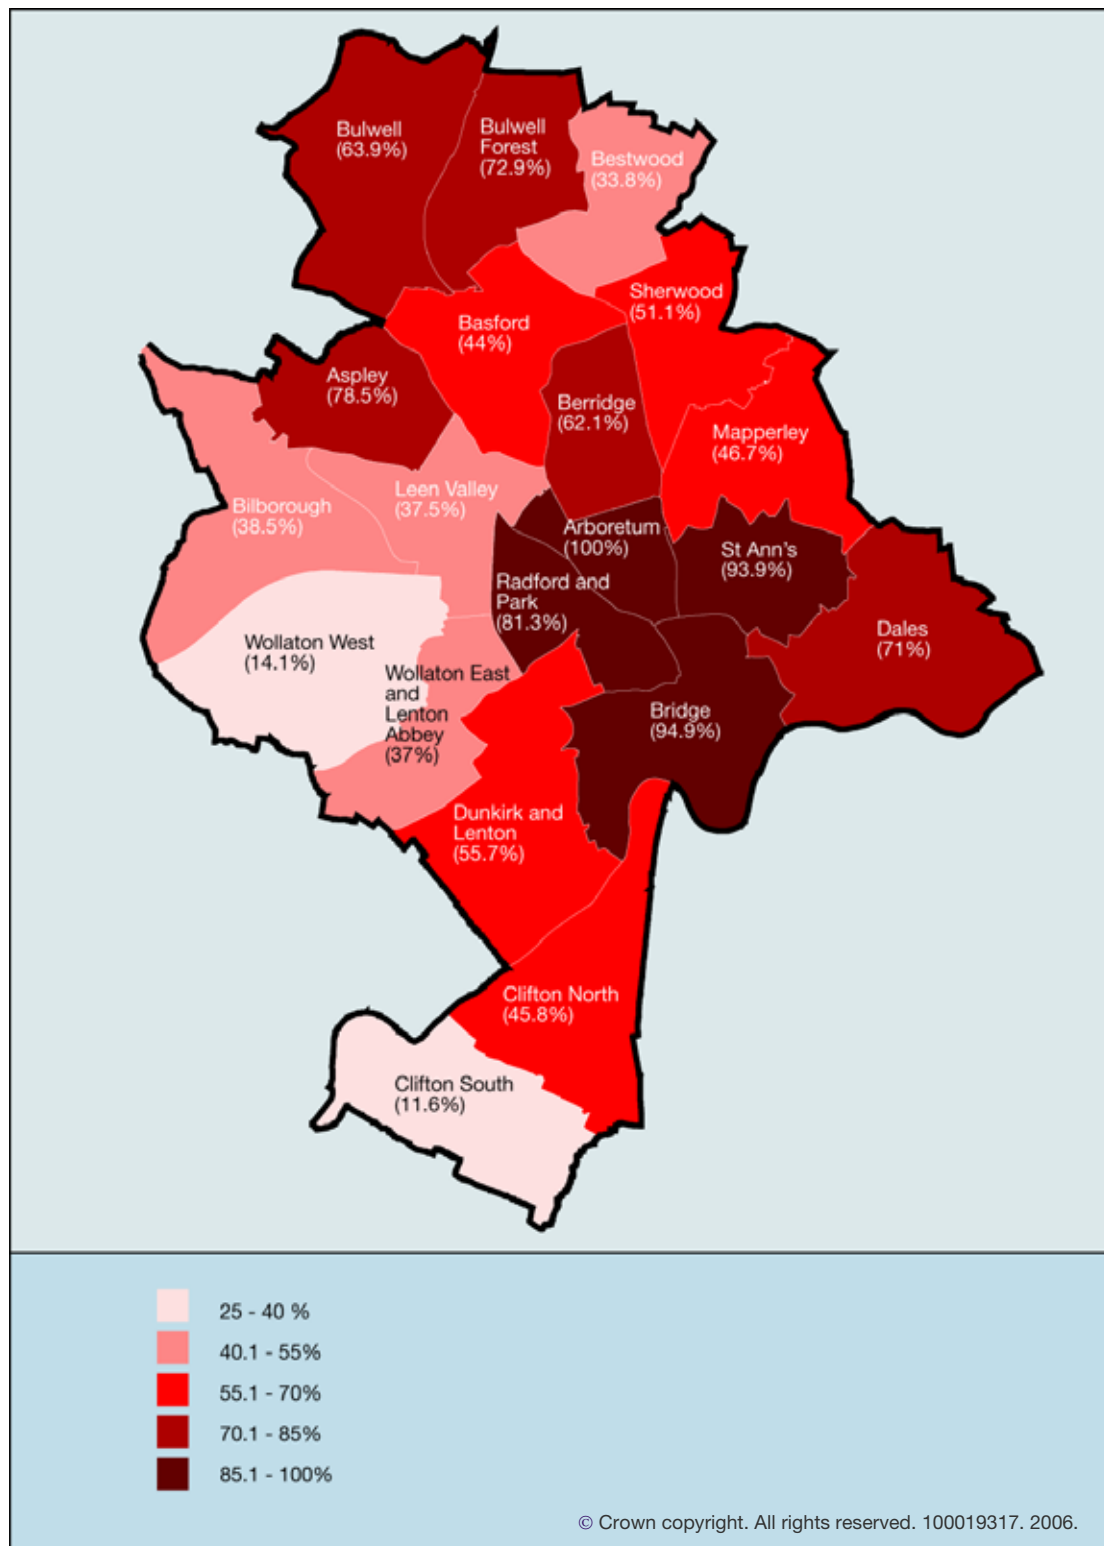 Bulwell
(63.9%)
Bulwell
Forest
(72.9%)
Bestwood
(33.8%)
Sherwood
(51.1%)
Basford
(44%)
Aspley
(78.5%)
Berridge
(62.1%)
Mapperley
(46.7%)
Leen Valley
(37.5%)
Bilborough
(38.5%)
Arboretum
(100%)
St Ann's
(93.9%)
Radford and
Park
(81.3%)
Dales
(71%)
Wollaton West
(14.1%)
Wollaton East
and
Lenton
Abbey
(37%)
Bridge
(94.9%)
Dunkirk and
Lenton
(55.7%)
Clifton North
(45.8%)
Clifton South
(11.6%)
25 - 40 %
40.1 - 55%
55.1 - 70%
70.1 - 85%
85.1 - 100%
© Crown copyright. All rights reserved. 100019317. 2006.